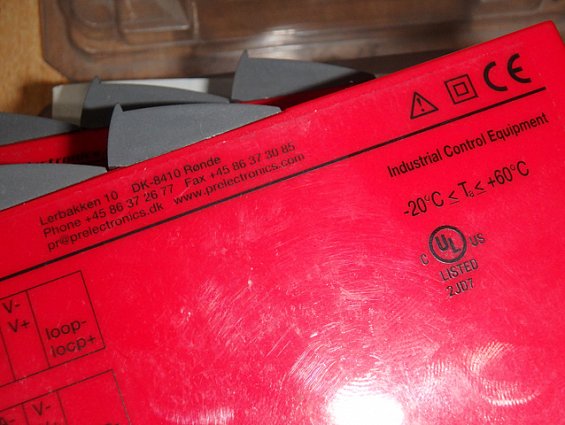 Lerbakken 10 DK-8410 Rønde
Phone +45 86 37 26 77 Fax +45 86 37 30 85
pr@prelectronics.dk www.prelectronics.com
CE
Industrial Control Equipment
-20°C ≤ Ta ≤ +60°C
C UL US
LISTED
2JD7
V-
V+
loop-
loop+
V-